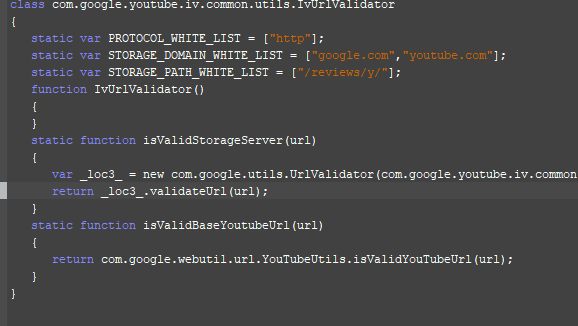 class com.google.youtube.iv.common.utils.IvUrlValidator
{
static var PROTOCOL_WHITE_LIST = ["http"];
static var STORAGE_DOMAIN_WHITE_LIST = ["google.com","youtube.com"];
static var STORAGE_PATH_WHITE_LIST = ["/reviews/y/"];
function IvUrlValidator()
{
}
static function isValidStorageServer(url)
{
var _loc3_ = new com.google.utils.UrlValidator(com.google.youtube.iv.common
return _loc3_.validateUrl(url);
}
static function isValidBaseYoutubeUrl(url)
{
return com.google.webutil.url.YouTubeUtils.isValidYouTubeUrl(url);
}
}